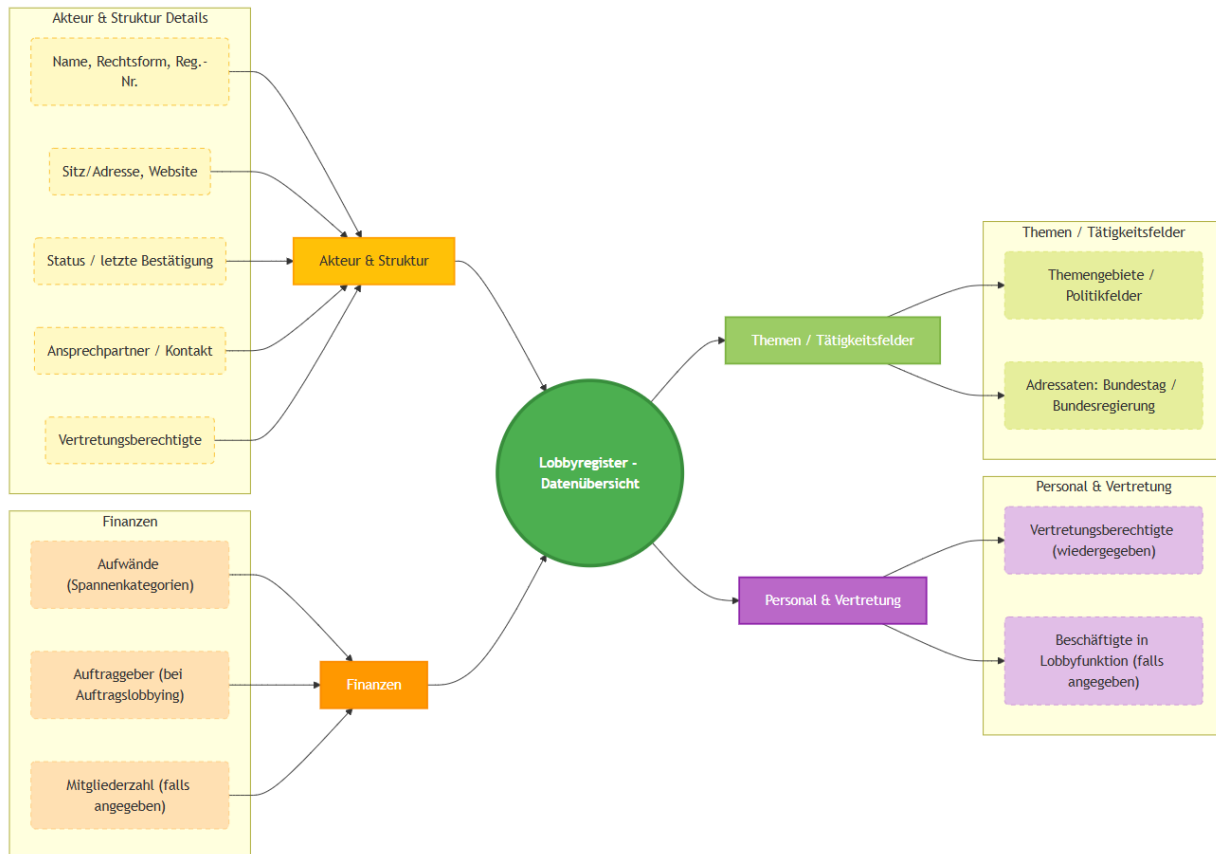 Akteur & Struktur Details
Name, Rechtsform, Reg.-
Nr.
Sitz/Adresse, Website
Status / letzte Bestätigung
Ansprechpartner / Kontakt
Vertretungsberechtigte
Akteur & Struktur
Finanzen
Aufwände
(Spannenkategorien)
Auftraggeber (bei
Auftragslobbying)
Mitgliederzahl (falls
angegeben)
Finanzen
Lobbyregister -
Datenübersicht
Themen / Tätigkeitsfelder
Themen / Tätigkeitsfelder
Themengebiete /
Politikfelder
Adressaten: Bundestag /
Bundesregierung
Personal & Vertretung
Personal & Vertretung
Vertretungsberechtigte
(wiedergegeben)
Beschäftigte in
Lobbyfunktion (falls
angegeben)